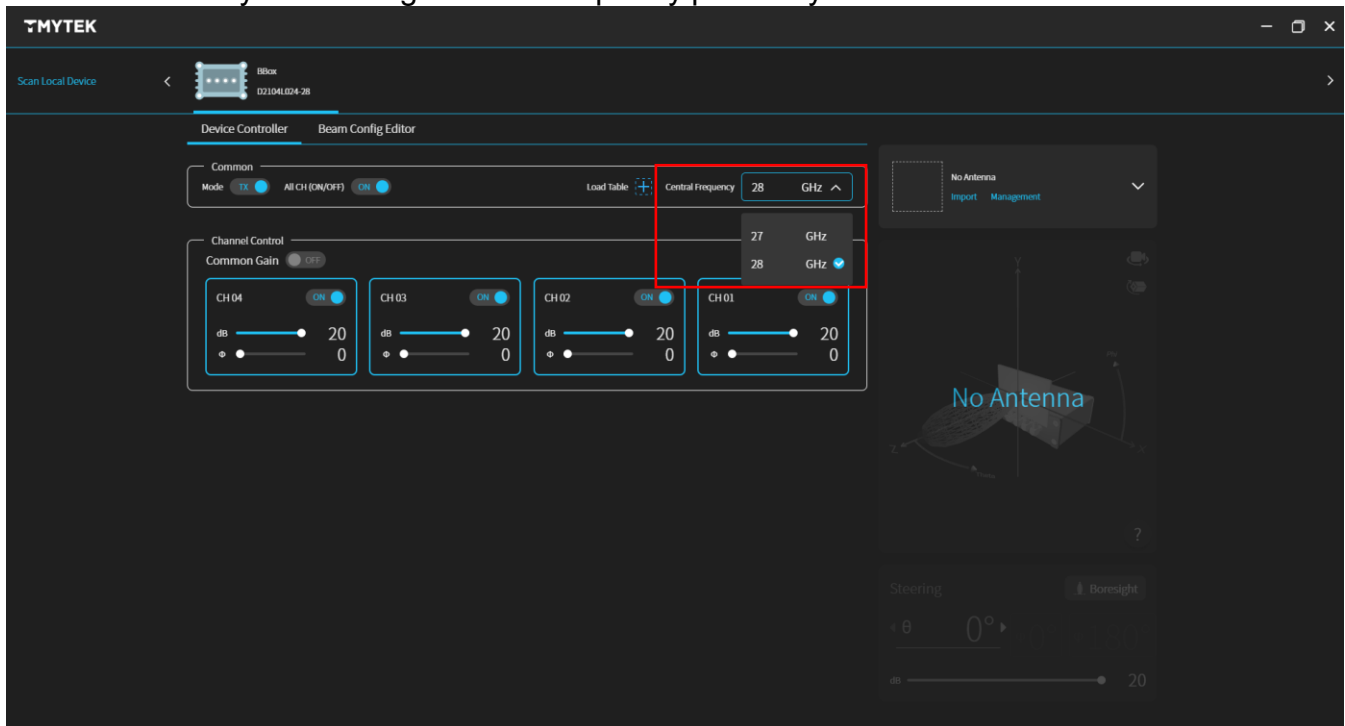 TMYTEK
Scan Local Device
BBox
D2104L024-28
Device Controller Beam Config Editor
Common
Mode TX All CH (ON/OFF) ON Load Table Central Frequency 28 GHz
27 GHz
28 GHz
No Antenna
Import Management
Channel Control
Common Gain OFF
CH 04 ON CH 03 ON CH 02 ON CH 01 ON
dB 20 dB 20 dB 20 dB 20
Φ 0 Φ 0 Φ 0 Φ 0
Y
Phi
No Antenna
Z X
Theta
?
Steering Boresight
θ 0°
dB 20